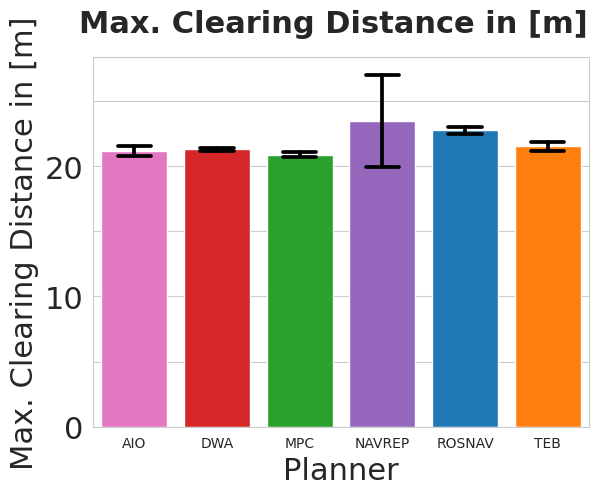 Max. Clearing Distance in [m]
Max. Clearing Distance in [m]
20
10
0
AIO DWA MPC NAVREP ROSNAV TEB
Planner